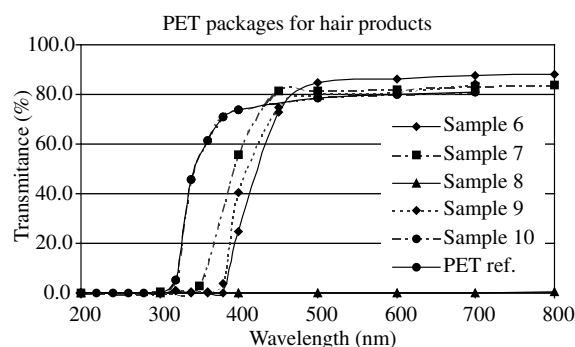 PET packages for hair products
100.0
80.0
60.0
40.0
20.0
0.0
Transmitance (%)
Sample 6
Sample 7
Sample 8
Sample 9
Sample 10
PET ref.
200 300 400 500 600 700 800
Wavelength (nm)